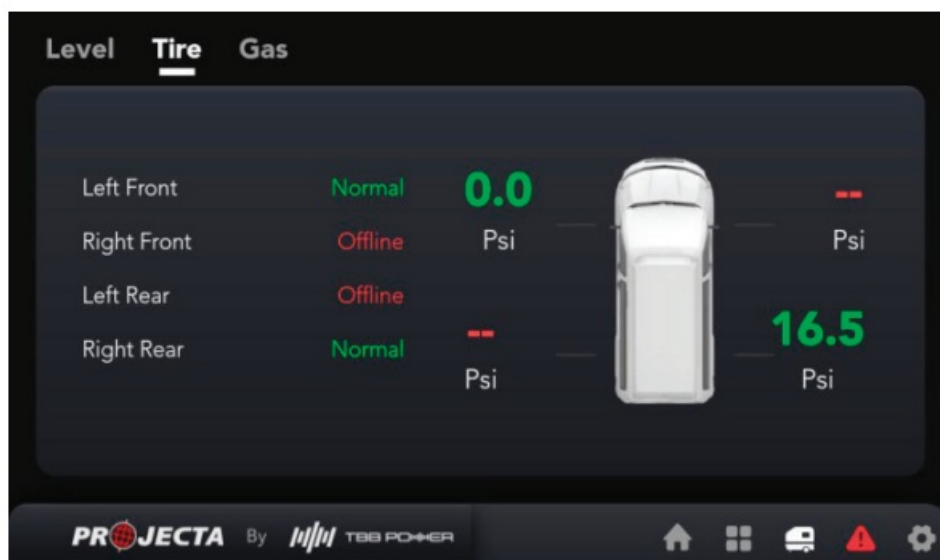 Level Tire Gas
Left Front Normal 0.0 --
Right Front Offline Psi Psi
Left Rear Offline
Right Rear Normal -- 16.5
Psi Psi
PROJECTA By TBB POWER